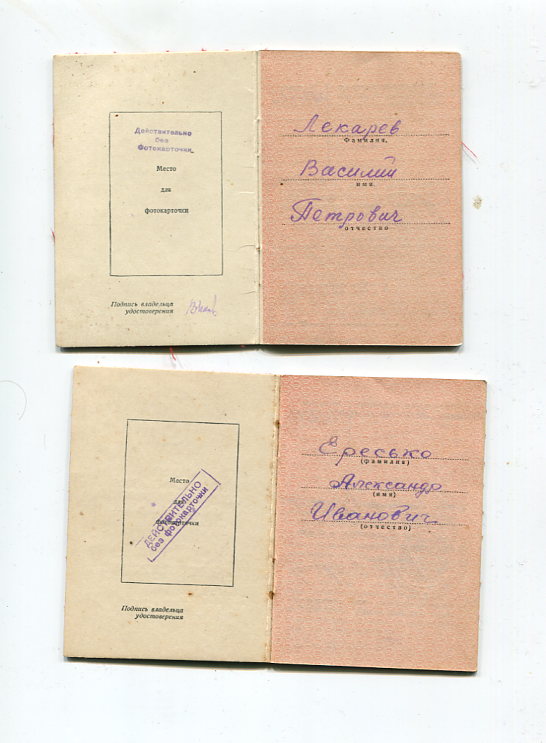 Действительно
без
Фотокарточки
Место
для
фотокарточки
Подпись владельца
удостоверения
Лекарев
Фамилия,
Василий
имя
Петрович
отчество
Место
для
фотокарточки
ДЕЙСТВИТЕЛЬНО
без фотокарточки
Подпись владельца
удостоверения
Ересько
(фамилия)
Александр
(имя)
Иванович
(отчество)